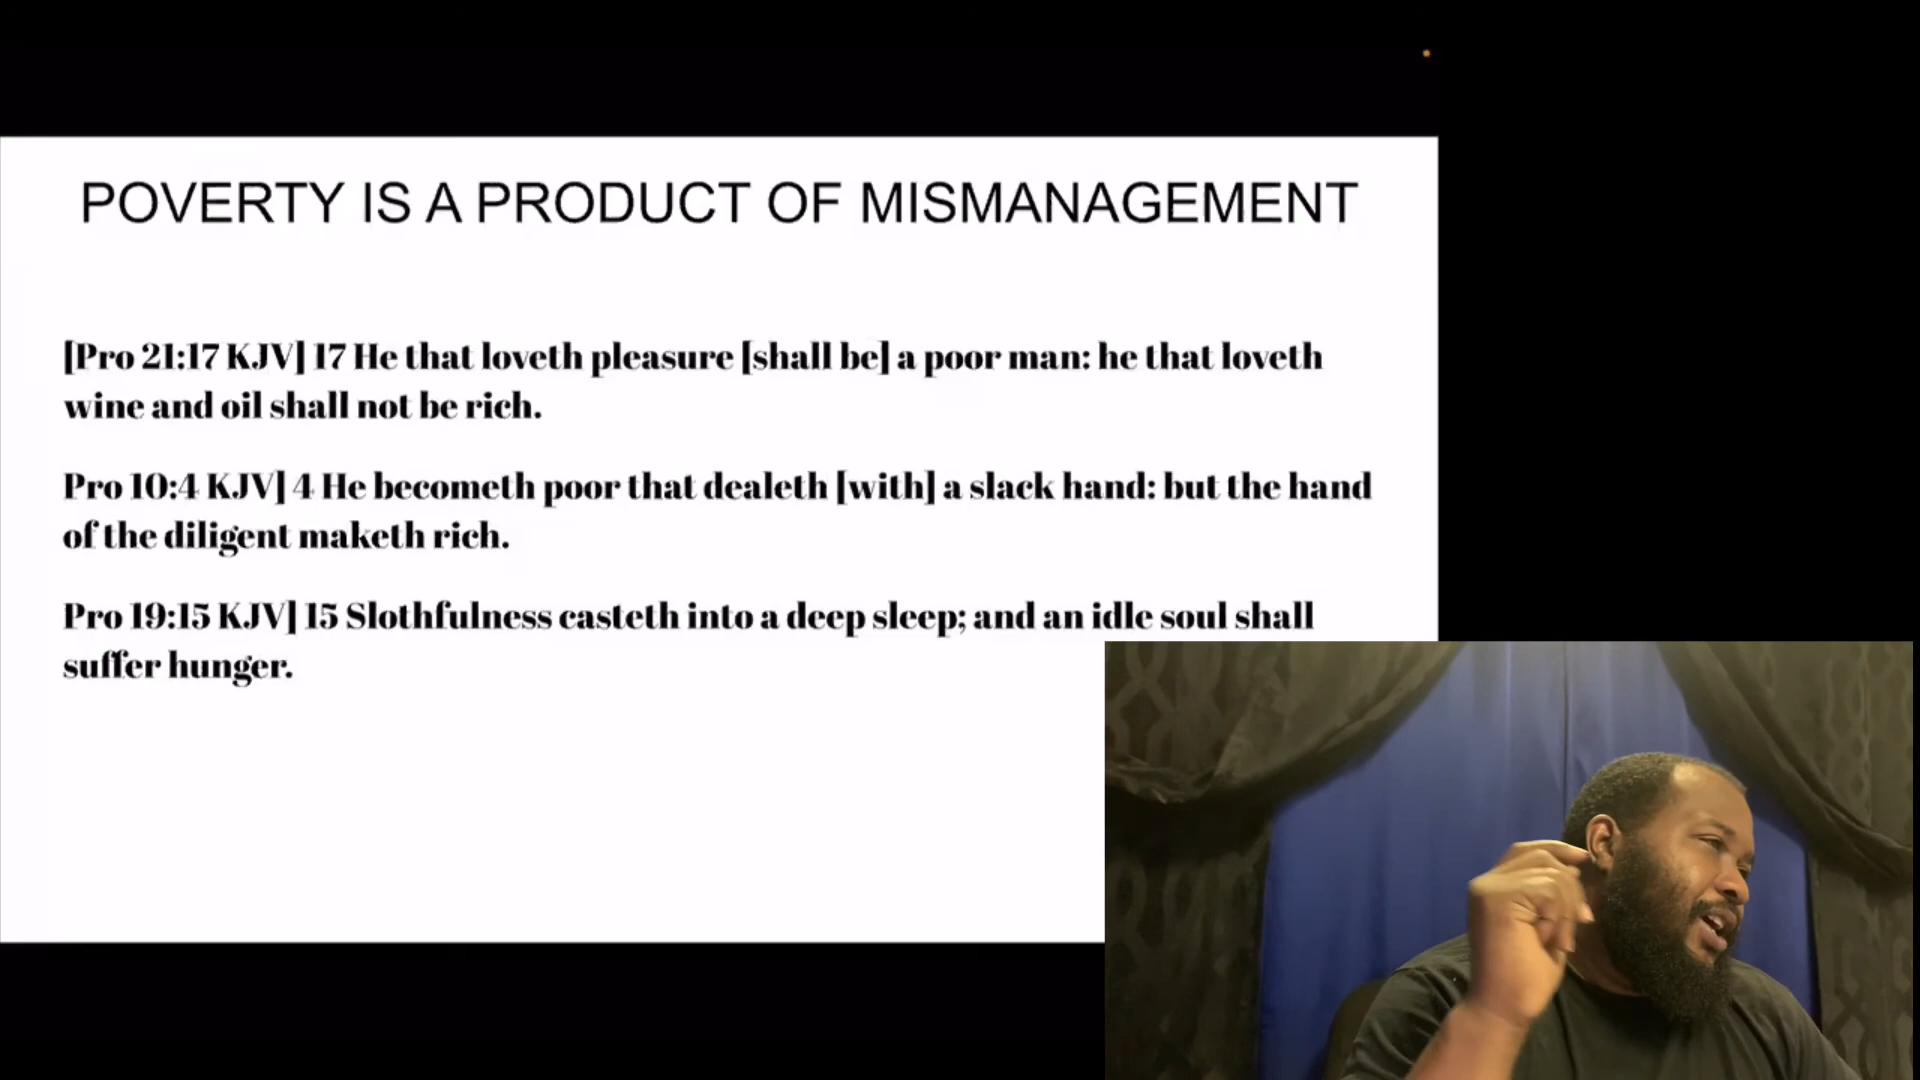 POVERTY IS A PRODUCT OF MISMANAGEMENT
[Pro 21:17 KJV] 17 He that loveth pleasure [shall be] a poor man: he that loveth
wine and oil shall not be rich.
Pro 10:4 KJV] 4 He becometh poor that dealeth [with] a slack hand: but the hand
of the diligent maketh rich.
Pro 19:15 KJV] 15 Slothfulness casteth into a deep sleep; and an idle soul shall
suffer hunger.